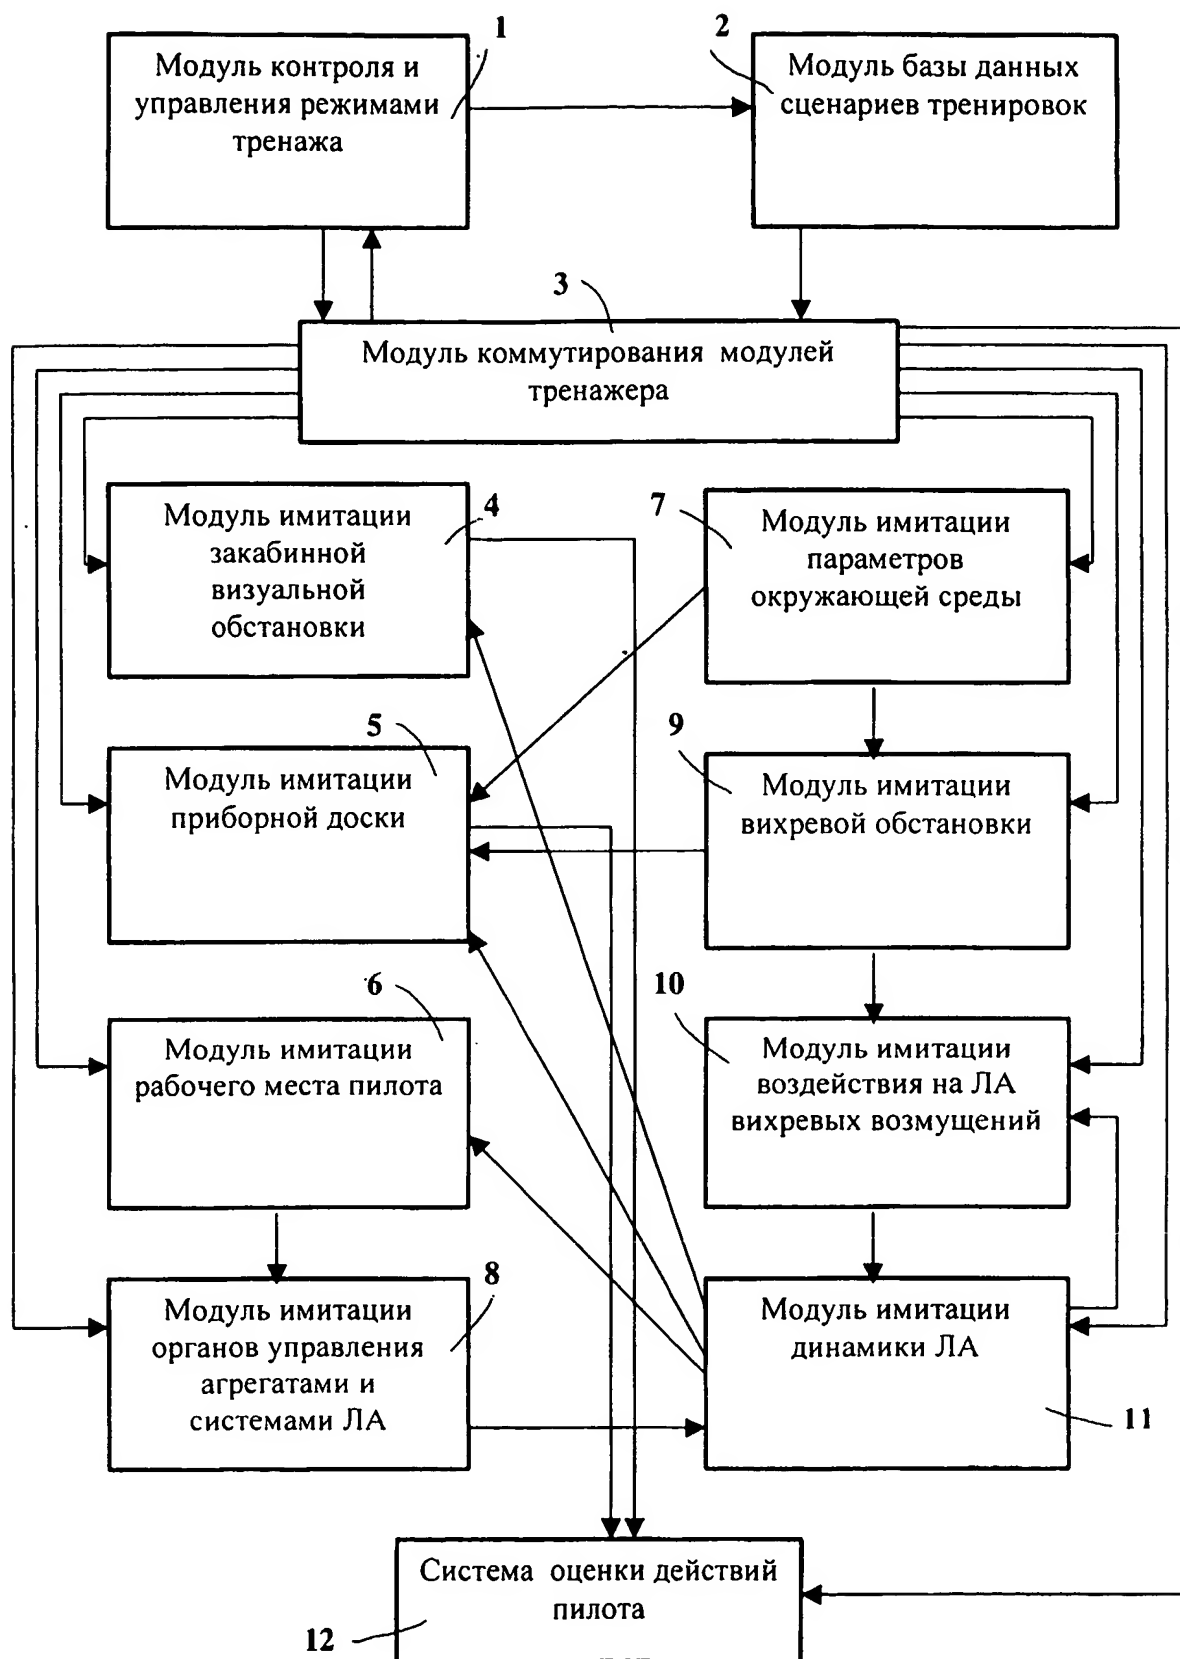 1
Модуль контроля и
управления режимами
тренажа
2
Модуль базы данных
сценариев тренировок
3
Модуль коммутирования модулей
тренажера
4
Модуль имитации
закабинной
визуальной
обстановки
7
Модуль имитации
параметров
окружающей среды
5
Модуль имитации
приборной доски
9
Модуль имитации
вихревой обстановки
6
Модуль имитации
рабочего места пилота
10
Модуль имитации
воздействия на ЛА
вихревых возмущений
8
Модуль имитации
органов управления
агрегатами и
системами ЛА
Модуль имитации
динамики ЛА
11
Система оценки действий
пилота
12